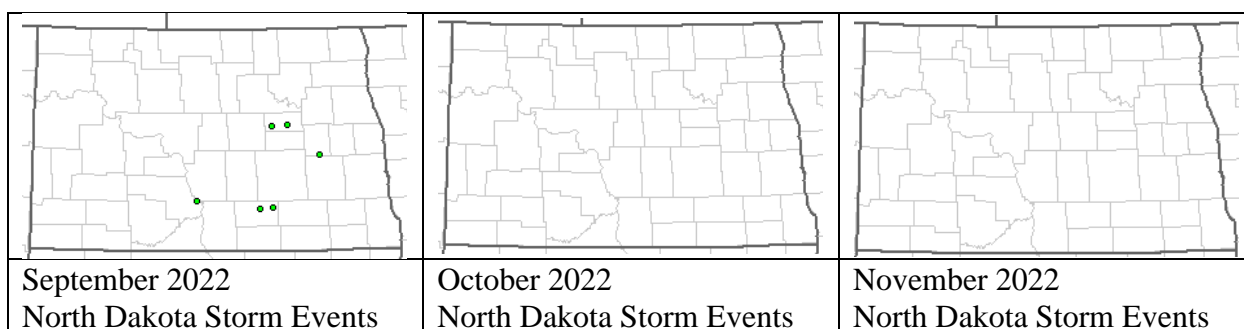 September 2022
North Dakota Storm Events
October 2022
North Dakota Storm Events
November 2022
North Dakota Storm Events